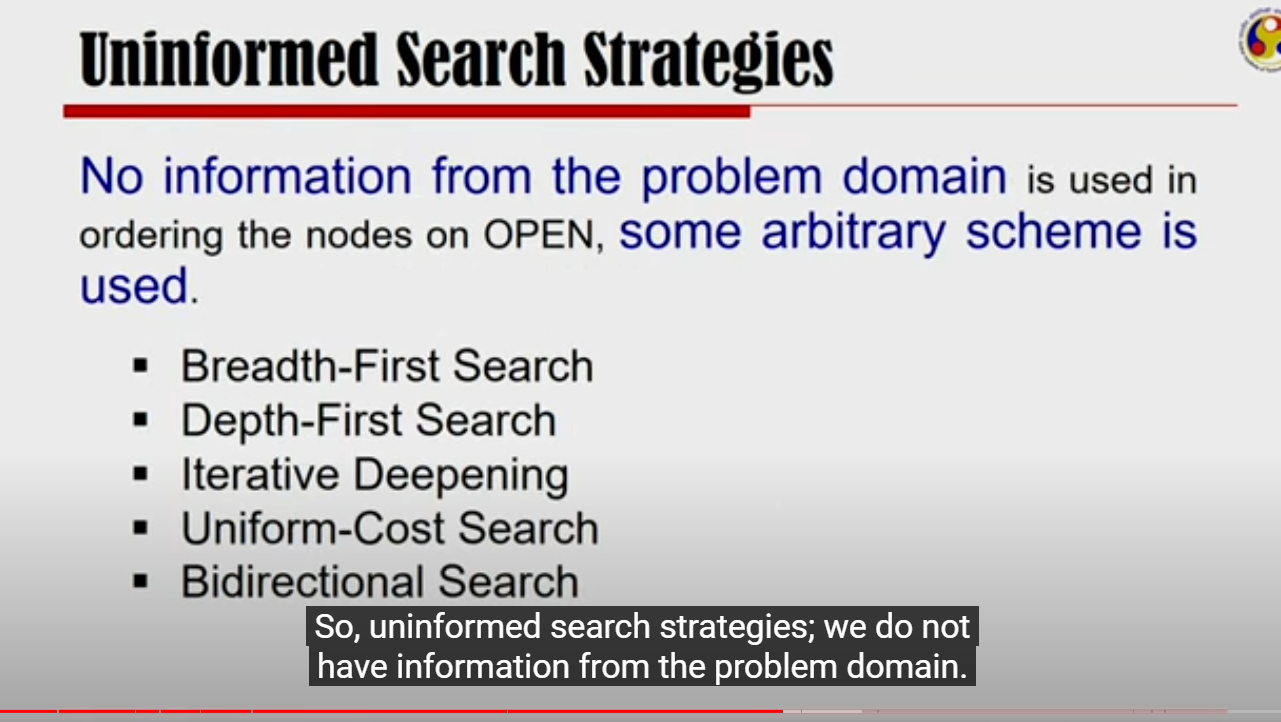 Uninformed Search Strategies
No information from the problem domain is used in
ordering the nodes on OPEN, some arbitrary scheme is
used.
▪ Breadth-First Search
▪ Depth-First Search
▪ Iterative Deepening
▪ Uniform-Cost Search
▪ Bidirectional Search
So, uninformed search strategies; we do not
have information from the problem domain.